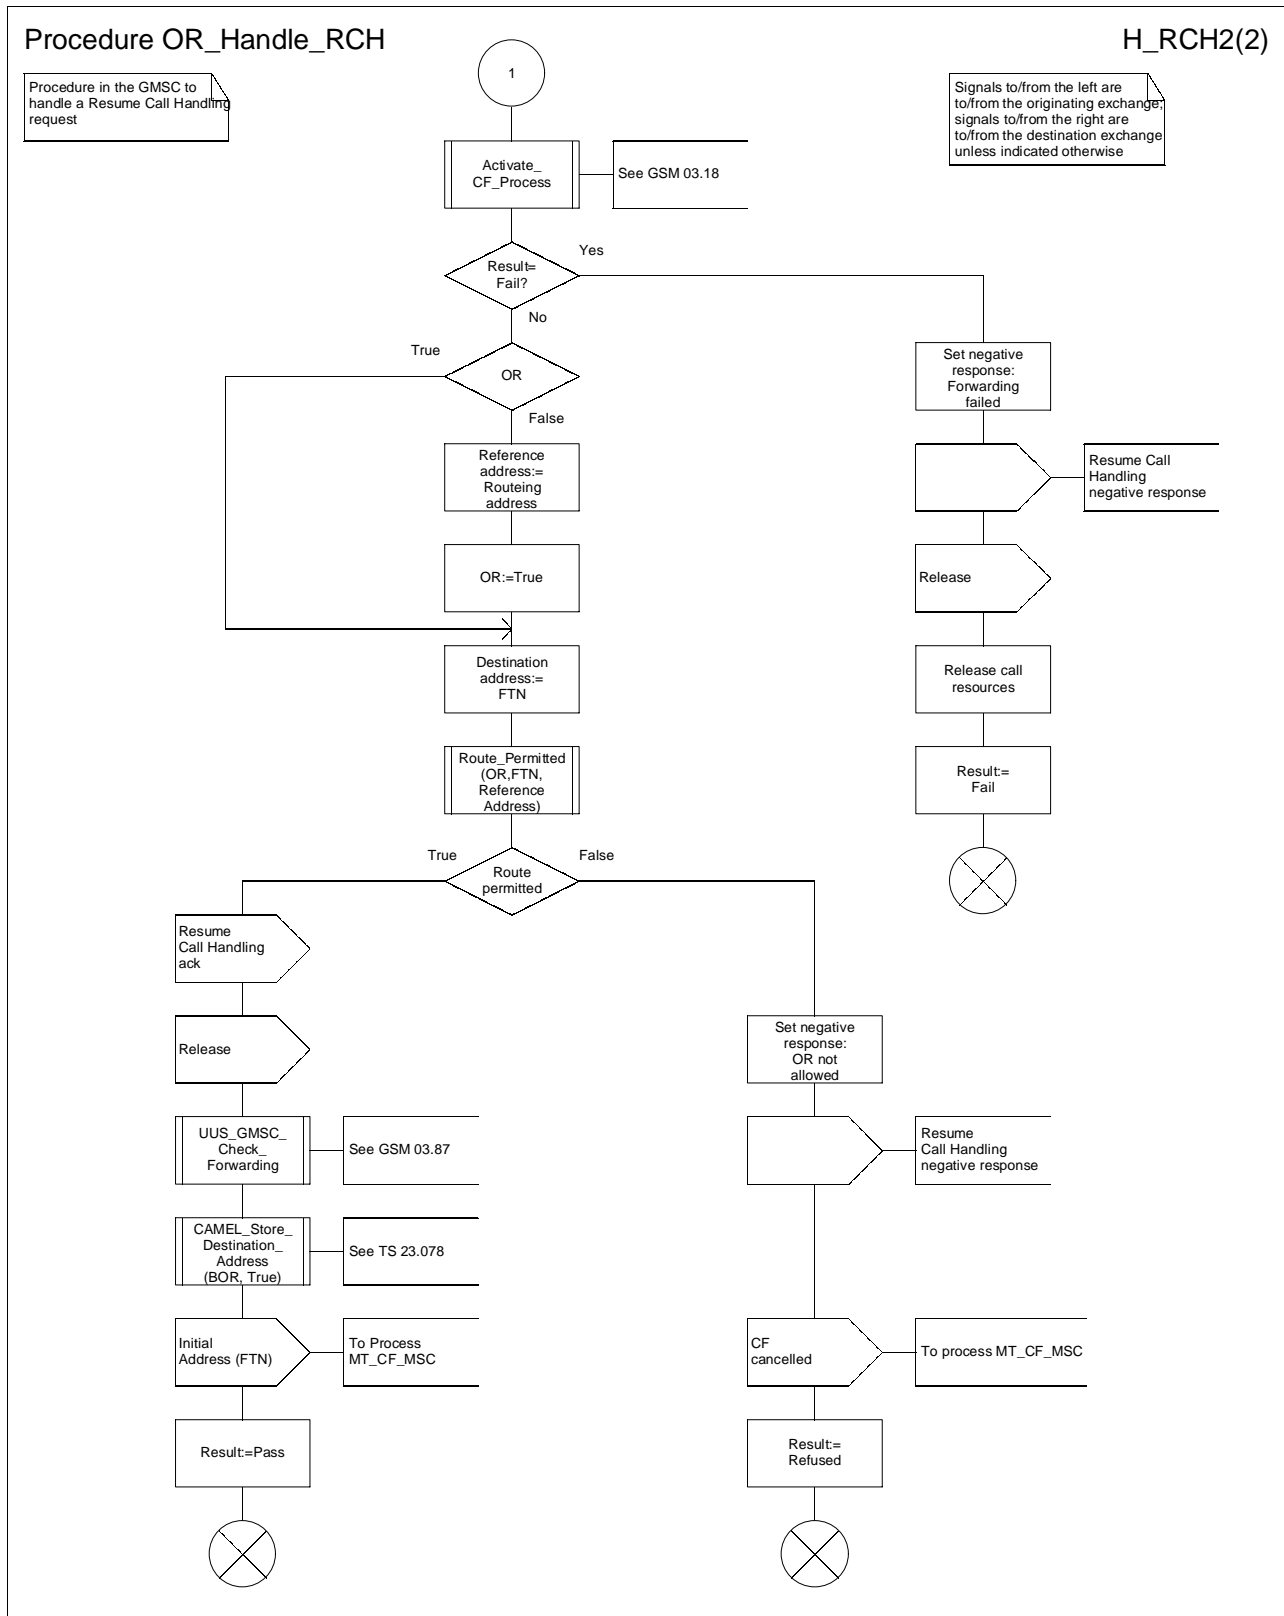 Procedure OR_Handle_RCH
H_RCH2(2)
Procedure in the GMSC to
handle a Resume Call Handling
request
Signals to/from the left are
to/from the originating exchange;
signals to/from the right are
to/from the destination exchange
unless indicated otherwise
1
Activate_
CF_Process
See GSM 03.18
Result=
Fail?
Yes
No
True
OR
False
Set negative
response:
Forwarding
failed
Reference
address:=
Routeing
address
Resume Call
Handling
negative response
OR:=True
Release
Destination
address:=
FTN
Release call
resources
Route_Permitted
(OR,FTN,
Reference
Address)
Result:=
Fail
True
False
Route
permitted
Resume
Call Handling
ack
Release
Set negative
response:
OR not
allowed
UUS_GMSC_
Check_
Forwarding
See GSM 03.87
Resume
Call Handling
negative response
CAMEL_Store_
Destination_
Address
(BOR, True)
See TS 23.078
Initial
Address (FTN)
To Process
MT_CF_MSC
CF
cancelled
To process MT_CF_MSC
Result:=Pass
Result:=
Refused